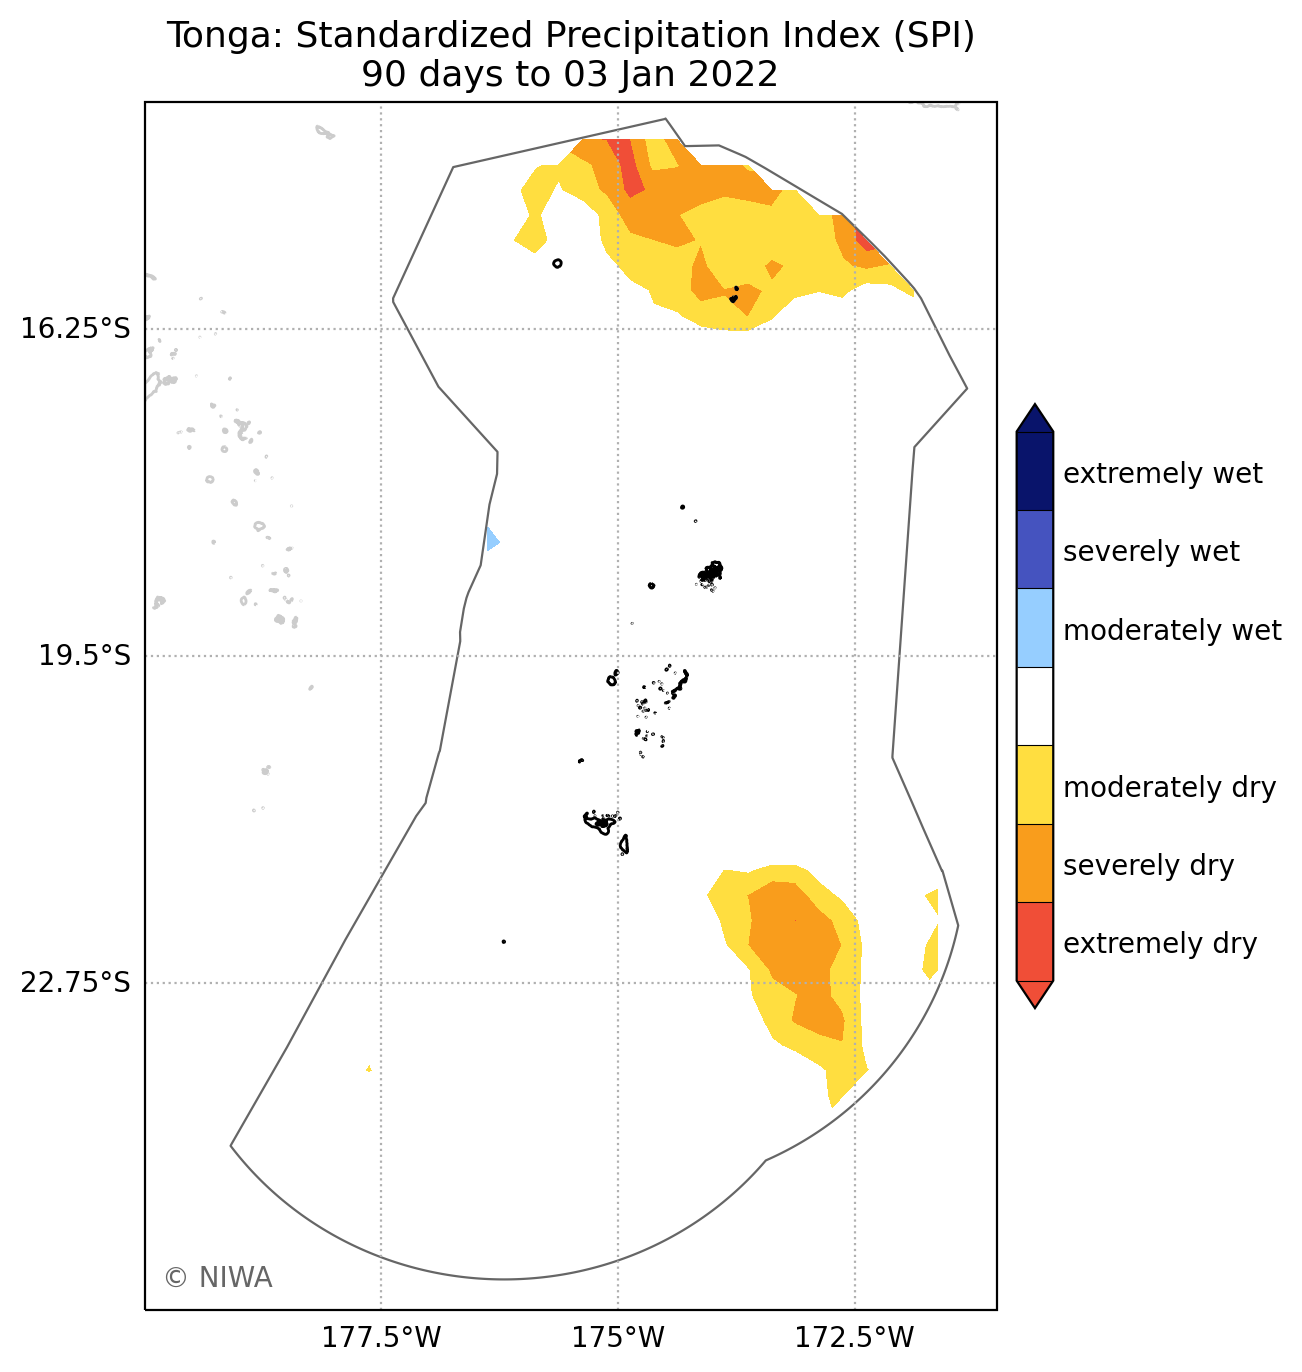 Tonga: Standardized Precipitation Index (SPI)
90 days to 03 Jan 2022
16.25°S
19.5°S
22.75°S
extremely wet
severely wet
moderately wet
moderately dry
severely dry
extremely dry
© NIWA
177.5°W
175°W
172.5°W